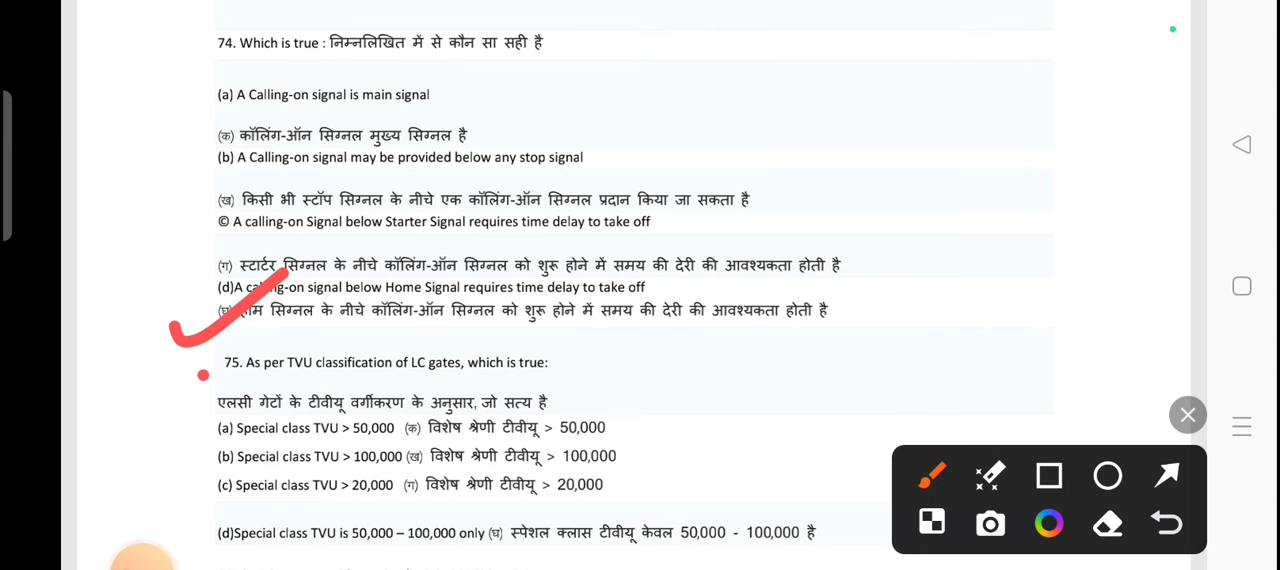 74. Which is true : निम्नलिखित में से कौन सा सही है
(a) A Calling-on signal is main signal
(क) कॉलिंग-ऑन सिग्नल मुख्य सिग्नल है
(b) A Calling-on signal may be provided below any stop signal
(ख) किसी भी स्टॉप सिग्नल के नीचे एक कॉलिंग-ऑन सिग्नल प्रदान किया जा सकता है
© A calling-on Signal below Starter Signal requires time delay to take off
(ग) स्टार्टर सिग्नल के नीचे कॉलिंग-ऑन सिग्नल को शुरू होने में समय की देरी की आवश्यकता होती है
(d)A calling-on signal below Home Signal requires time delay to take off
(घ) होम सिग्नल के नीचे कॉलिंग-ऑन सिग्नल को शुरू होने में समय की देरी की आवश्यकता होती है
75. As per TVU classification of LC gates, which is true:
एलसी गेटों के टीवीयू वर्गीकरण के अनुसार, जो सत्य है
(a) Special class TVU > 50,000 (क) विशेष श्रेणी टीवीयू > 50,000
(b) Special class TVU > 100,000 (ख) विशेष श्रेणी टीवीयू > 100,000
(c) Special class TVU > 20,000 (ग) विशेष श्रेणी टीवीयू > 20,000
(d)Special class TVU is 50,000 – 100,000 only (घ) स्पेशल क्लास टीवीयू केवल 50,000 - 100,000 है